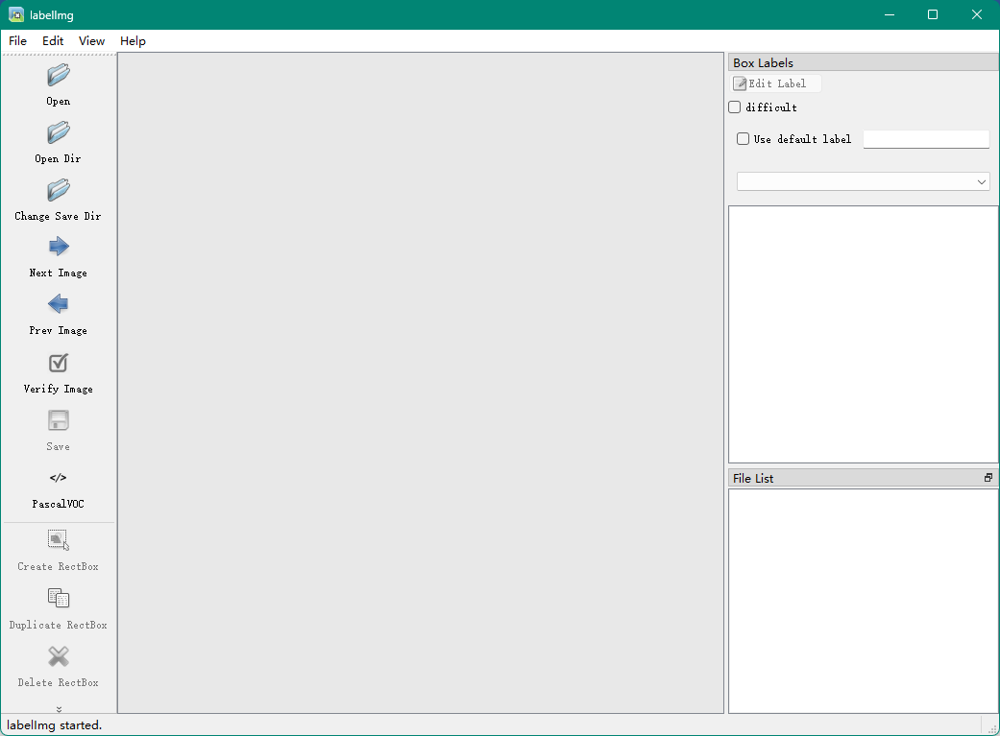 labelImg
File Edit View Help
Open
Open Dir
Change Save Dir
Next Image
Prev Image
Verify Image
Save
</>
PascalVOC
Create RectBox
Duplicate RectBox
Delete RectBox
Box Labels
Edit Label
difficult
Use default label
File List
labelImg started.